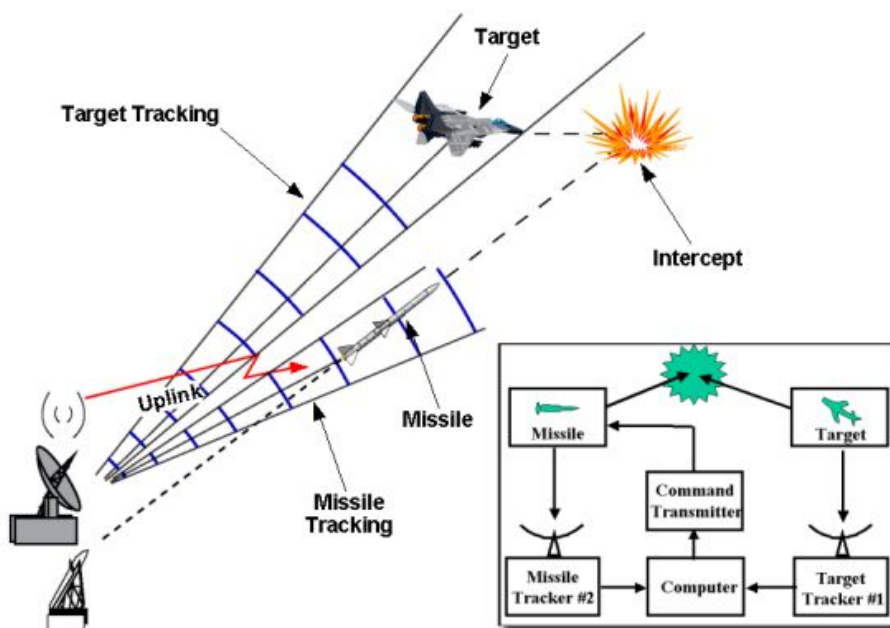 Target
Target Tracking
Intercept
Uplink
Missile
Missile
Tracking
Missile
Target
Command
Transmitter
Missile
Tracker #2
Computer
Target
Tracker #1